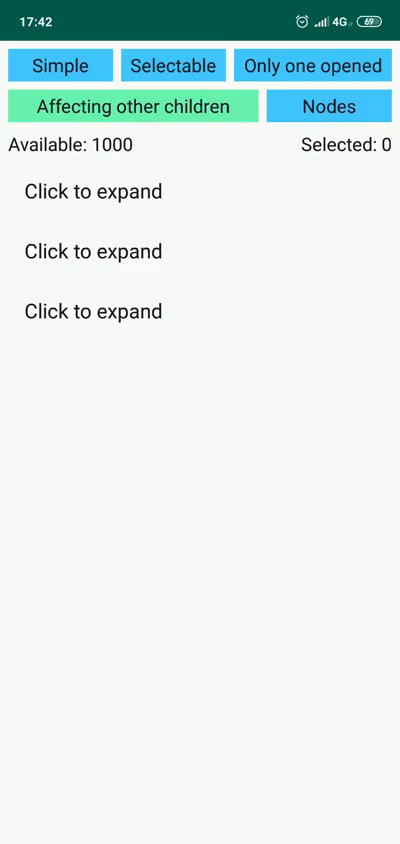 17:42 4G 69
Simple Selectable Only one opened
Affecting other children Nodes
Available: 1000 Selected: 0
Click to expand
Click to expand
Click to expand